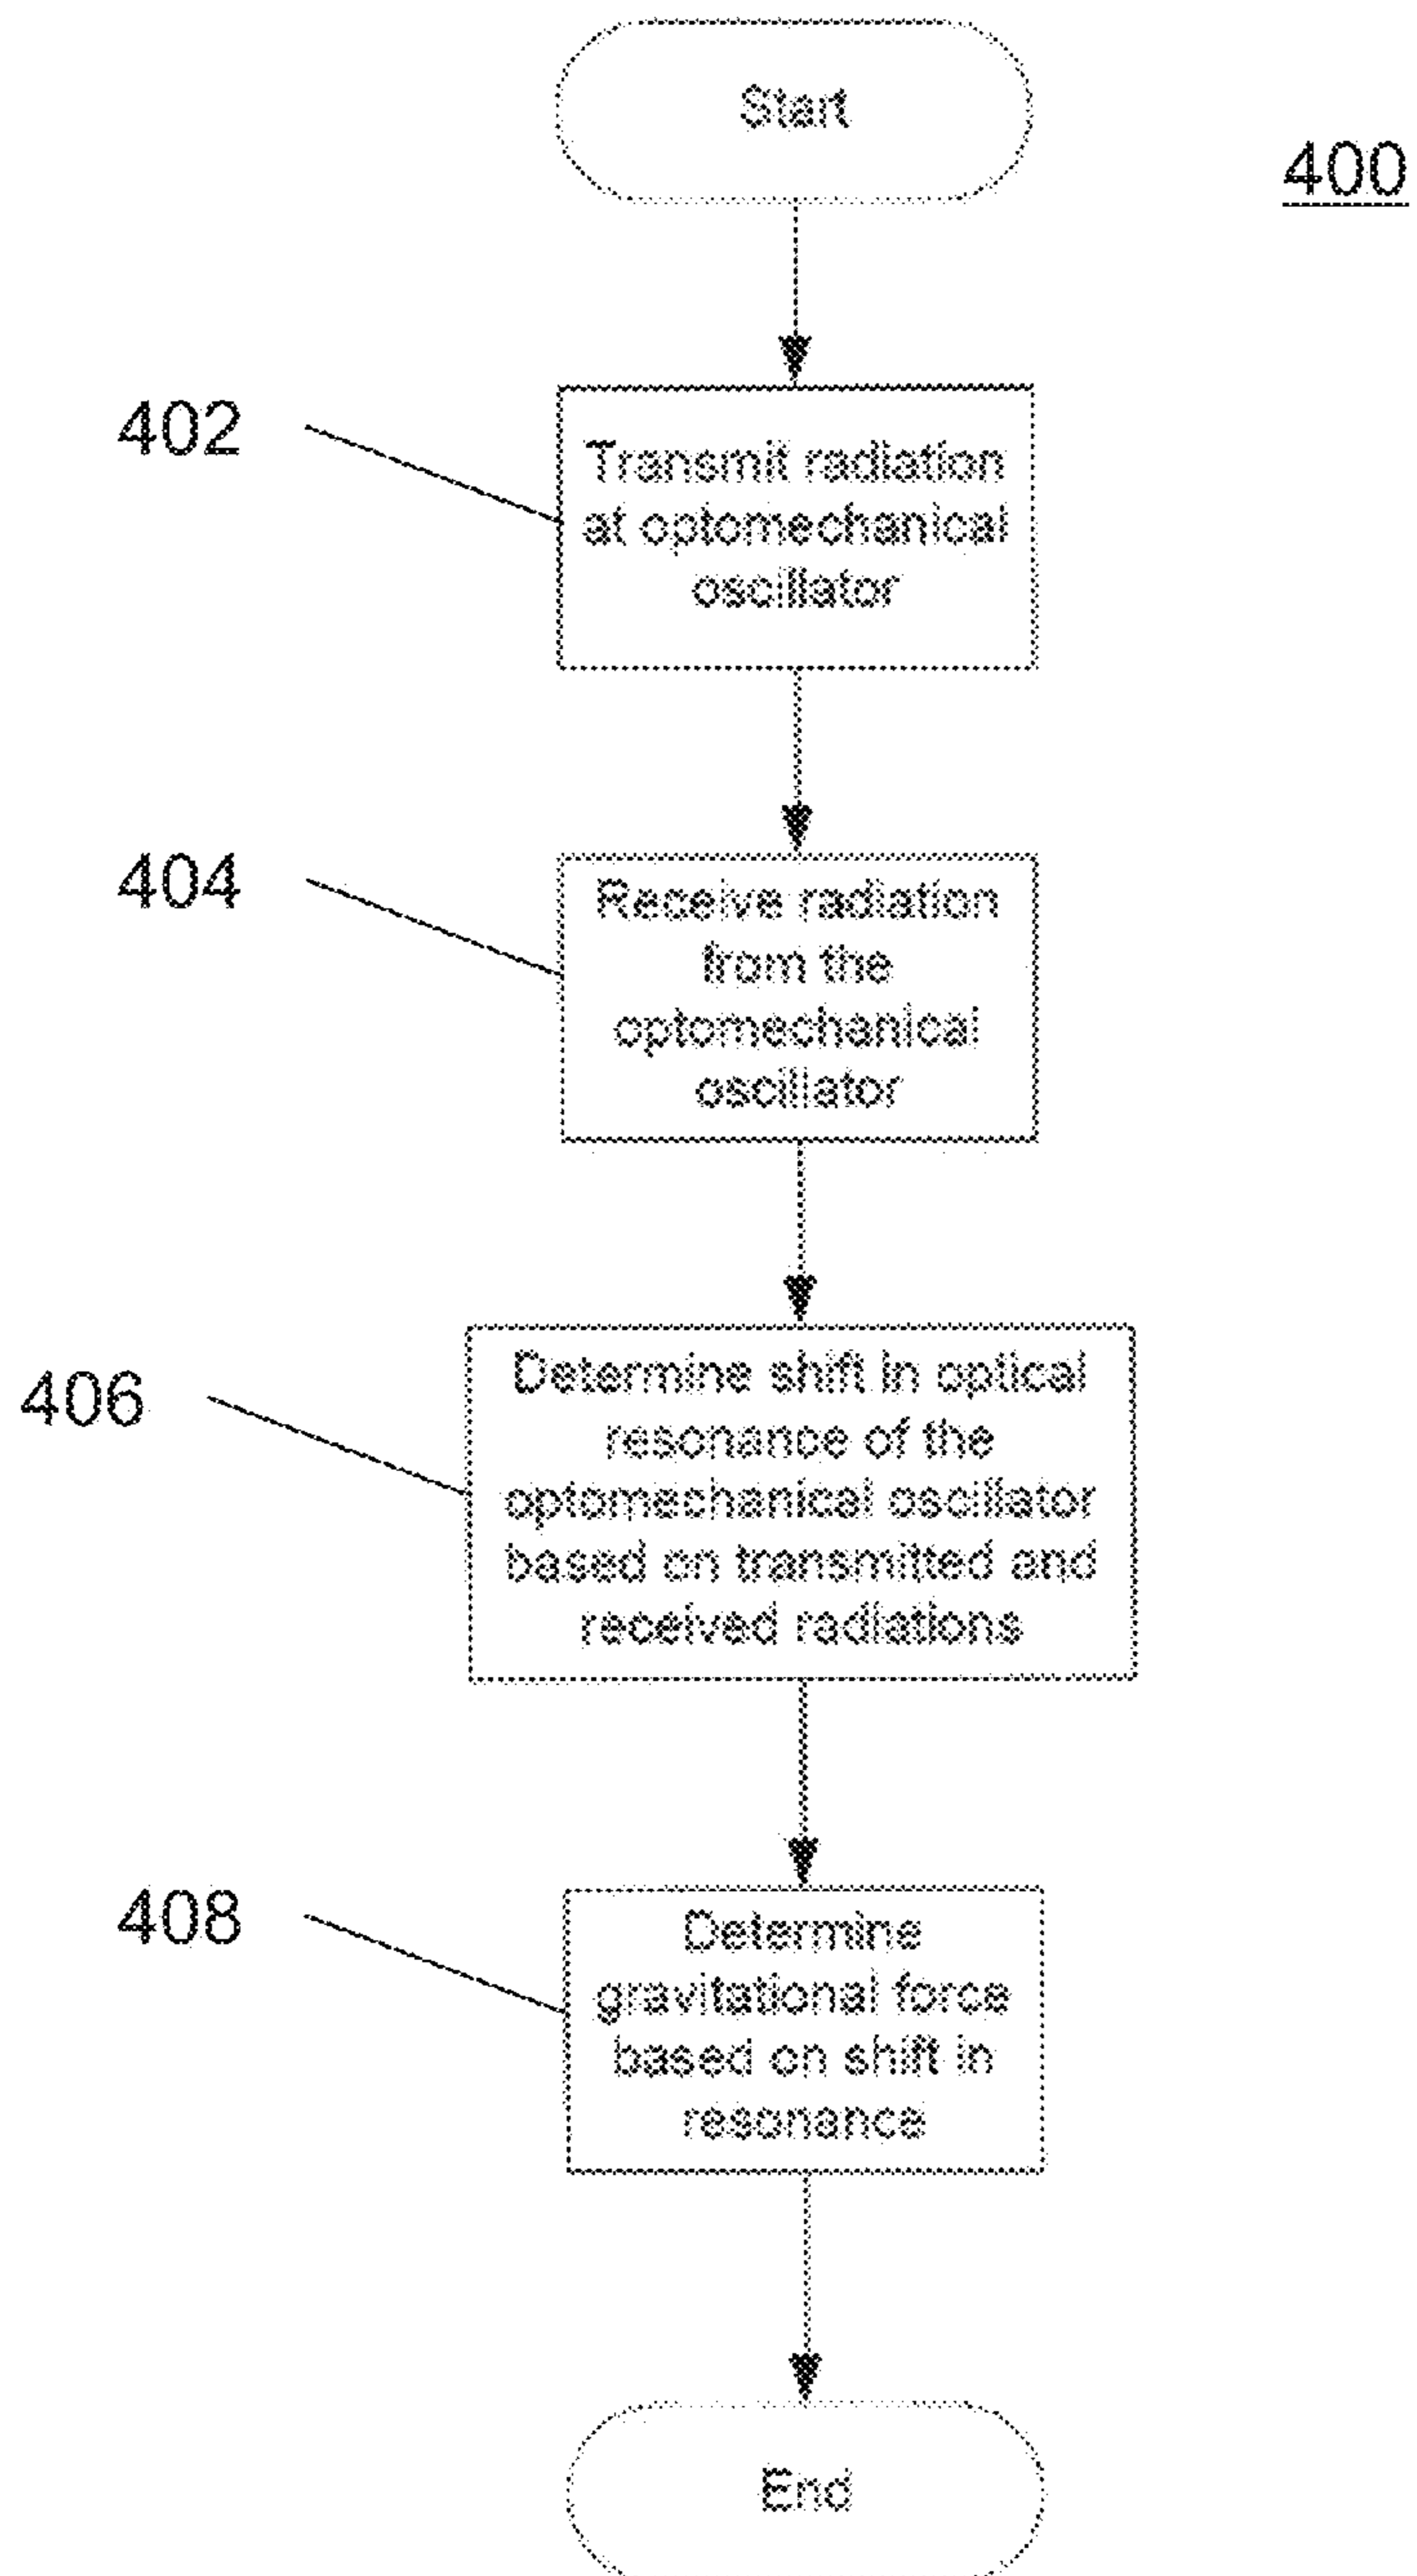 Start
400
402
Transmit radiation
at optomechanical
oscillator
404
Receive radiation
from the
optomechanical
oscillator
406
Determine shift in optical
resonance of the
optomechanical oscillator
based on transmitted and
received radiations
408
Determine
gravitational force
based on shift in
resonance
End